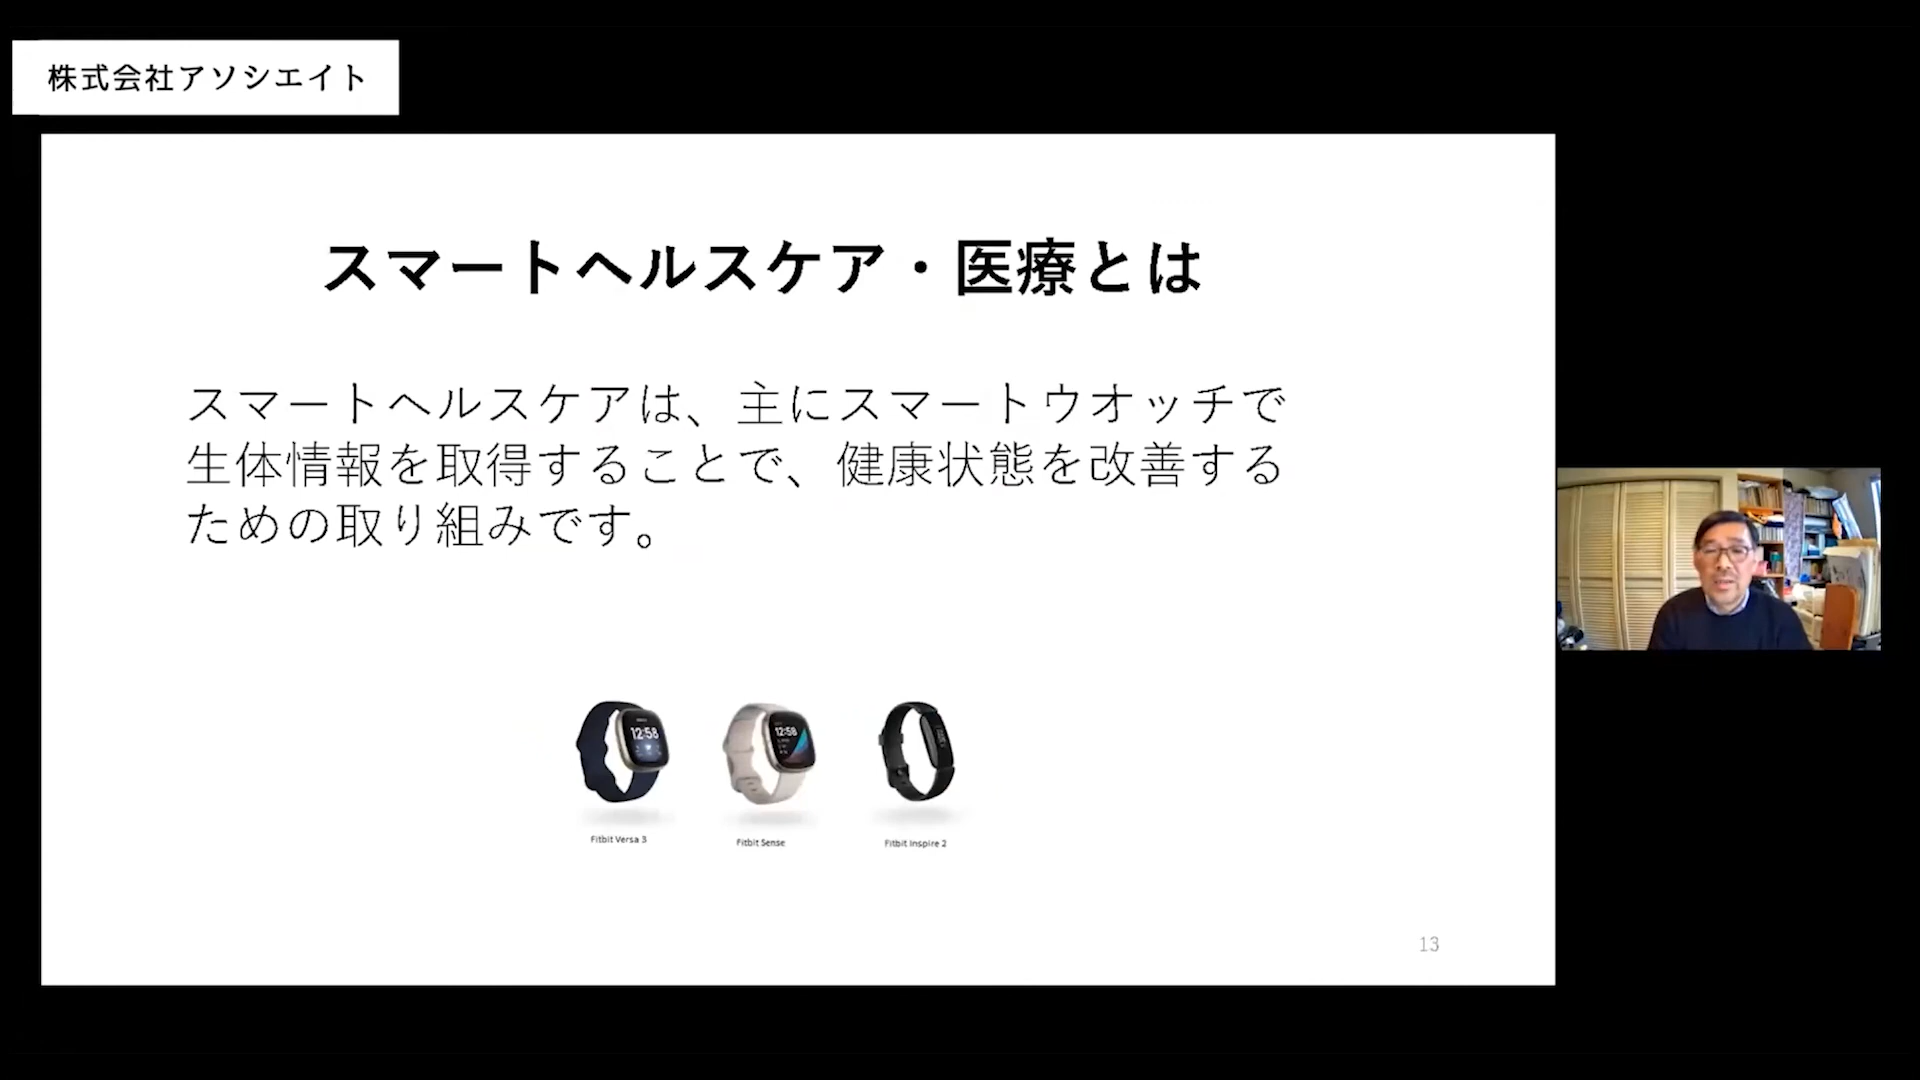 株式会社アソシエイト
スマートヘルスケア・医療とは
スマートヘルスケアは、主にスマートウオッチで
生体情報を取得することで、健康状態を改善する
ための取り組みです。
12:58
12:58
Fitbit Versa 3
Fitbit Sense
Fitbit Inspire 2
13